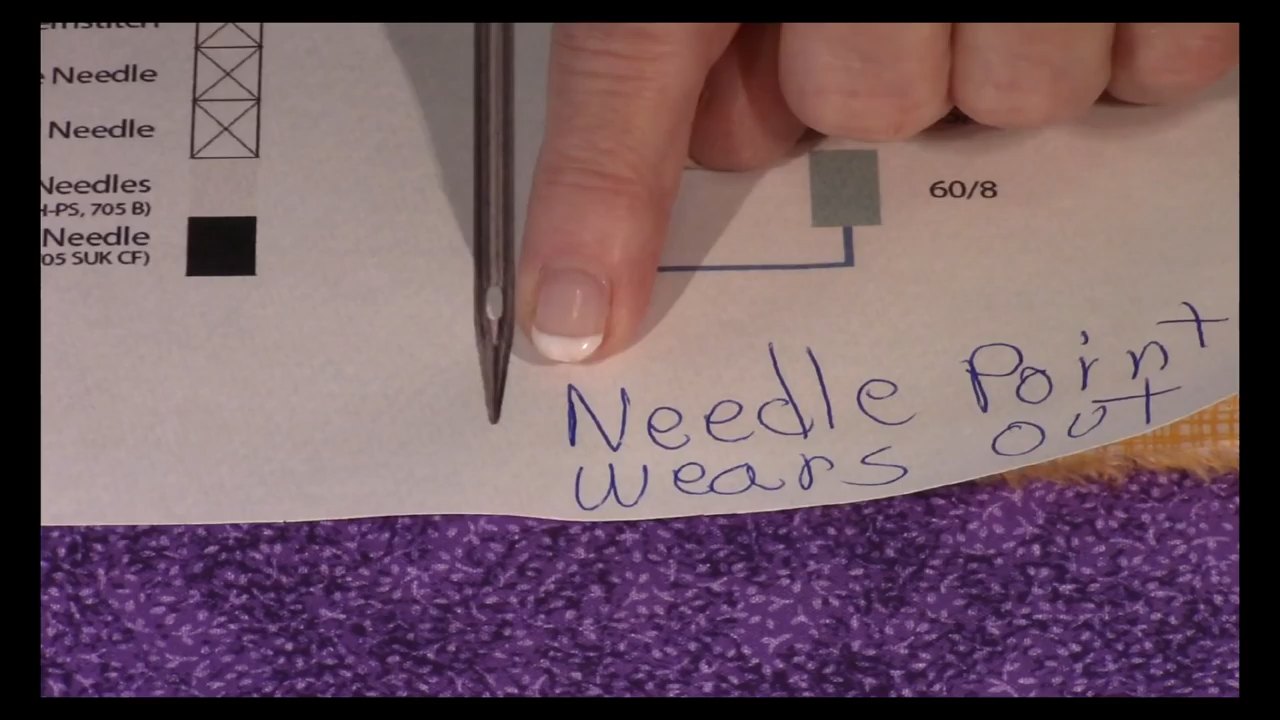 Needle
Needle
Needles
H-PS, 705 B)
Needle
05 SUK CF)
60/8
Needle Point
wears out